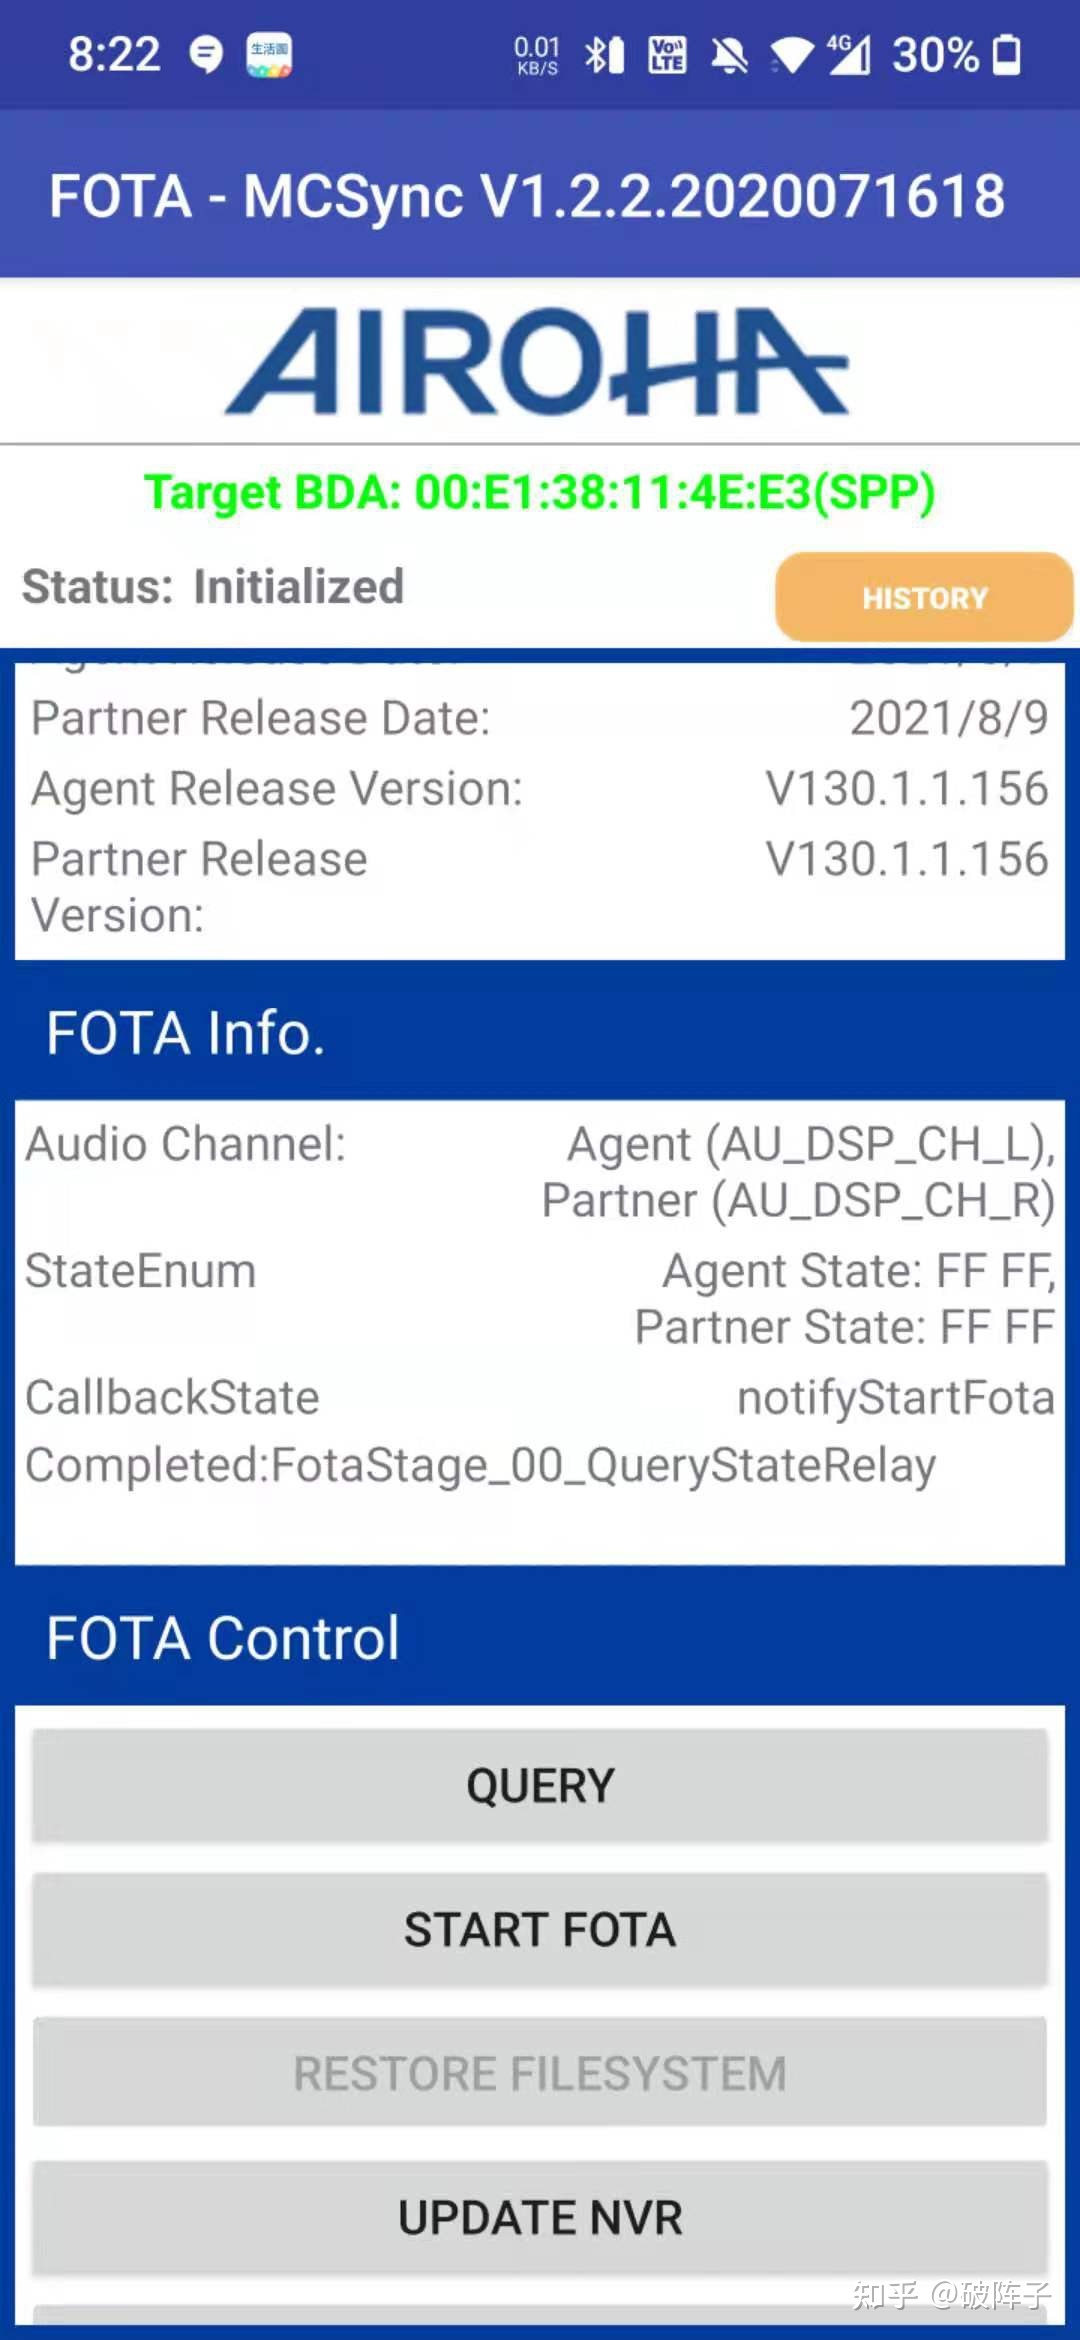 8:22
生活圈
0.01
KB/S
Vo))
LTE
4G
30%
FOTA - MCSync V1.2.2.2020071618
AIROHA
Target BDA: 00:E1:38:11:4E:E3(SPP)
Status: Initialized
HISTORY
Partner Release Date: 2021/8/9
Agent Release Version: V130.1.1.156
Partner Release V130.1.1.156
Version:
FOTA Info.
Audio Channel: Agent (AU_DSP_CH_L),
Partner (AU_DSP_CH_R)
StateEnum Agent State: FF FF,
Partner State: FF FF
CallbackState notifyStartFota
Completed:FotaStage_00_QueryStateRelay
FOTA Control
QUERY
START FOTA
RESTORE FILESYSTEM
UPDATE NVR
知乎 @破阵子